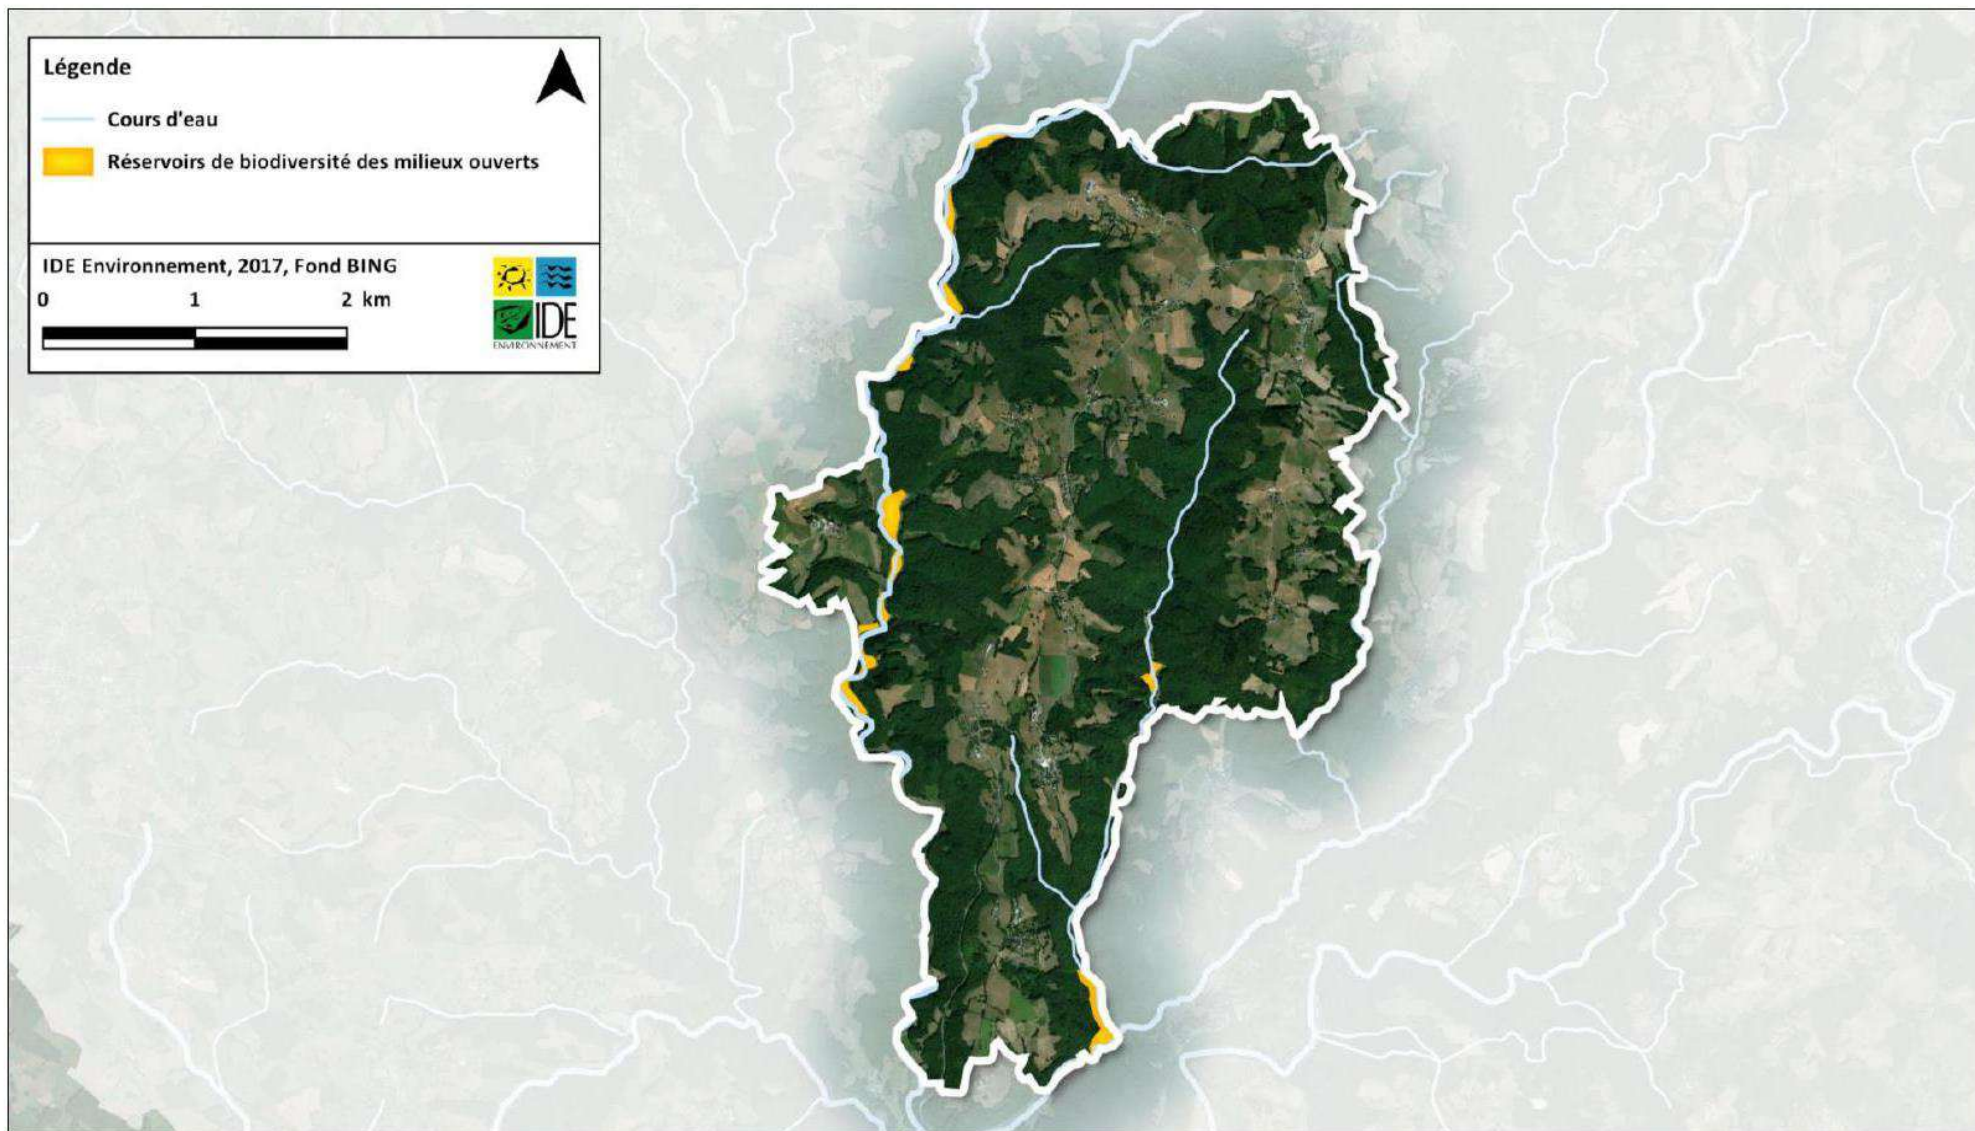 Légende
Cours d'eau
Réservoirs de biodiversité des milieux ouverts
IDE Environnement, 2017, Fond BING
0 1 2 km
IDE
ENVIRONNEMENT